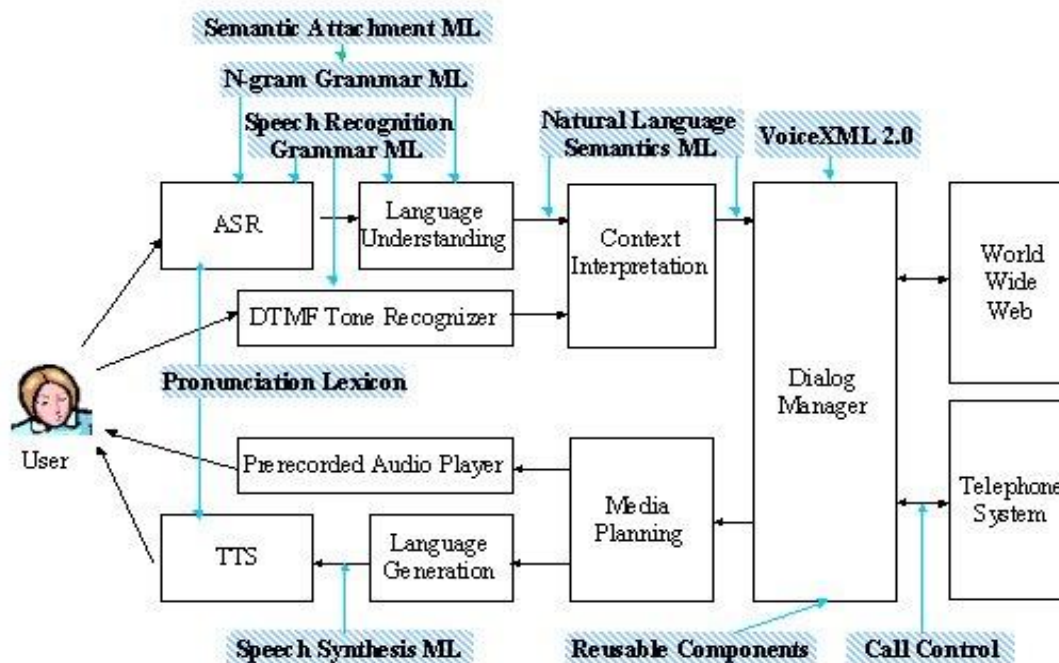 Semantic Attachment ML
N-gram Grammar ML
Speech Recognition
Grammar ML
Natural Language
Semantics ML
VoiceXML 2.0
ASR
Language
Understanding
Context
Interpretation
World
Wide
Web
DTMF Tone Recognizer
Pronunciation Lexicon
Dialog
Manager
User
Prerecorded Audio Player
Media
Planning
Telephone
System
TTS
Language
Generation
Speech Synthesis ML
Reusable Components
Call Control